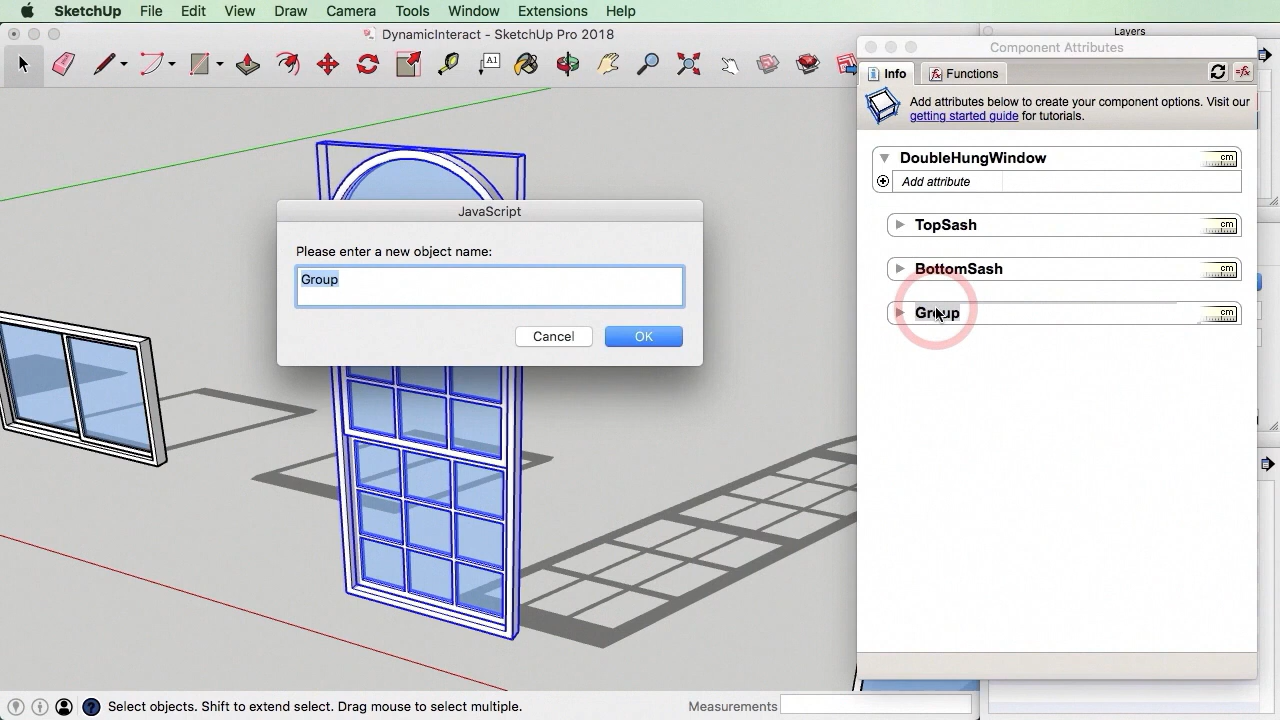 SketchUp File Edit View Draw Camera Tools Window Extensions Help
DynamicInteract - SketchUp Pro 2018
Layers
Component Attributes
A1
Info Functions
=fx
Add attributes below to create your component options. Visit our
getting started guide for tutorials.
DoubleHungWindow cm
Add attribute
TopSash cm
BottomSash cm
Group cm
JavaScript
Please enter a new object name:
Group
Cancel OK
Select objects. Shift to extend select. Drag mouse to select multiple.
Measurements